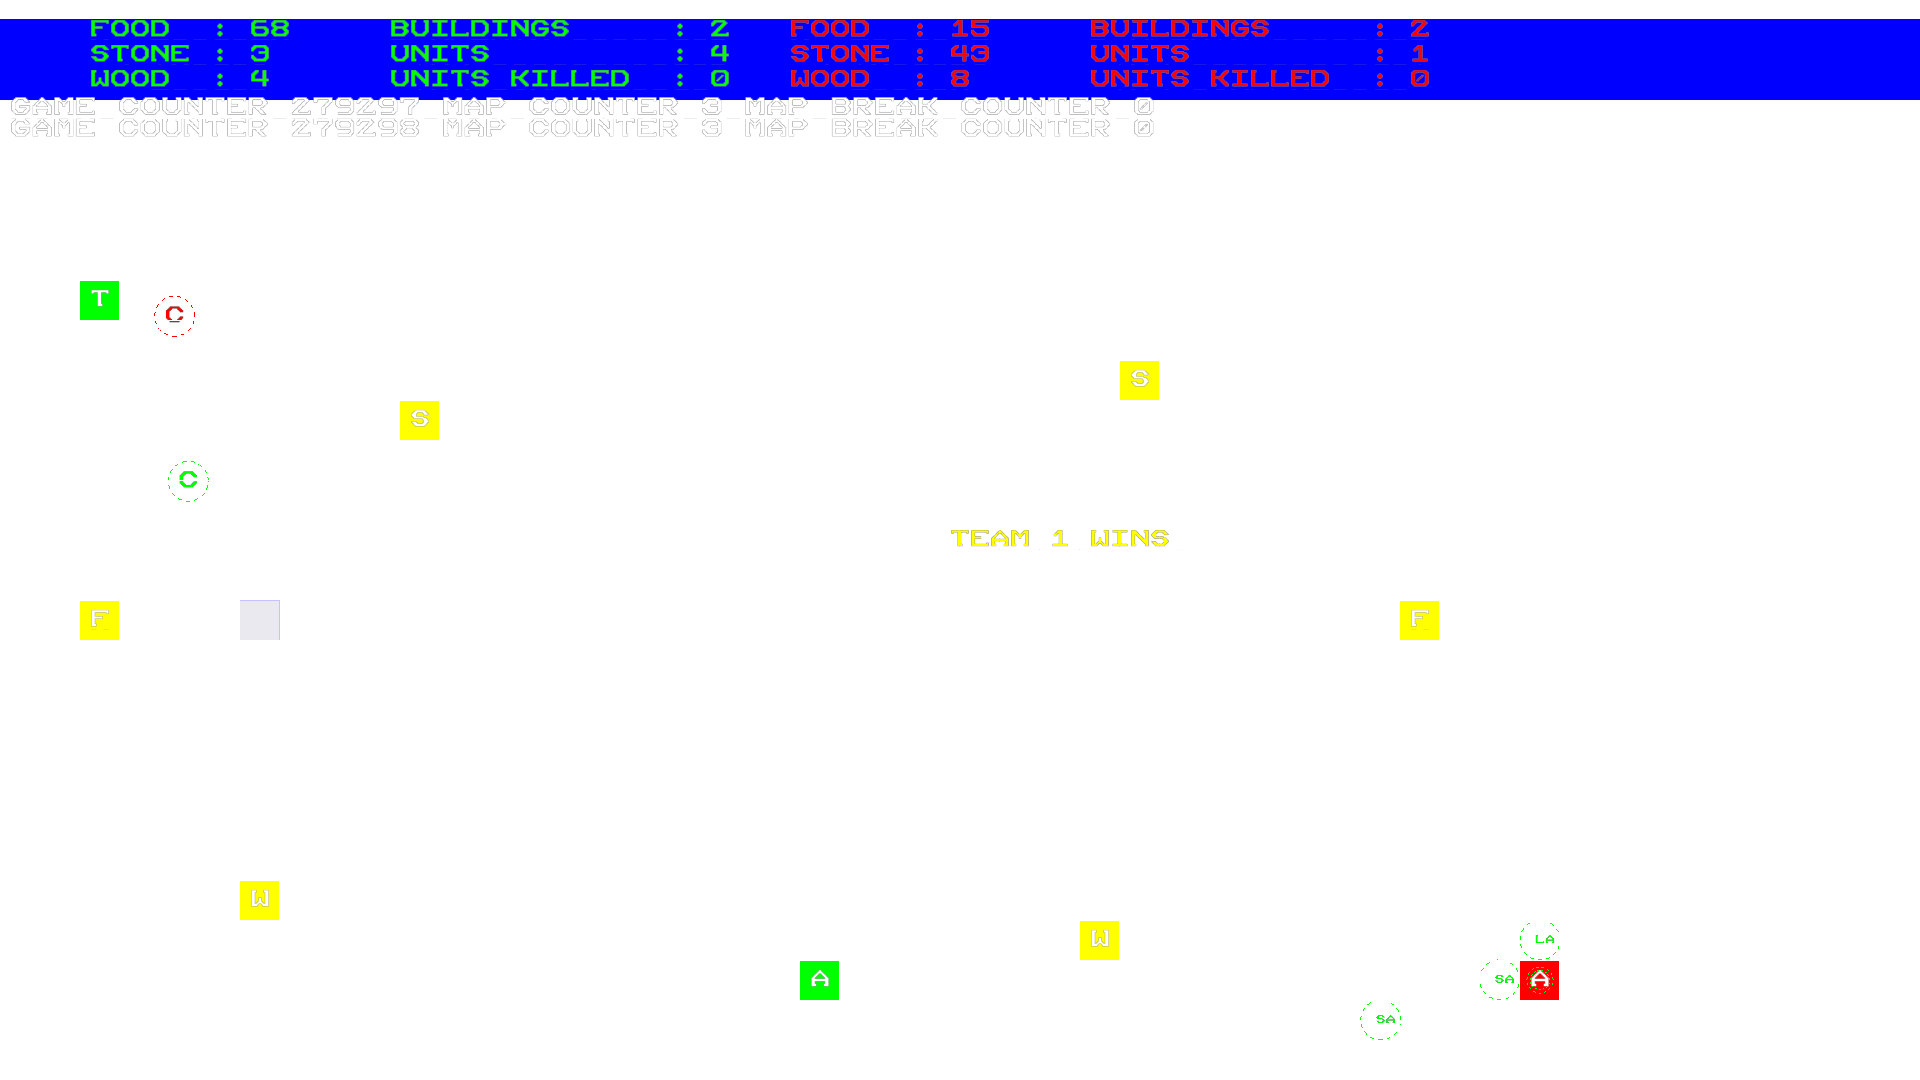 FOOD : 68 BUILDINGS : 2 FOOD : 15 BUILDINGS : 2
STONE : 3 UNITS : 4 STONE : 43 UNITS : 1
WOOD : 4 UNITS KILLED : 0 WOOD : 8 UNITS KILLED : 0
GAME COUNTER 279297 MAP COUNTER 3 MAP BREAK COUNTER 0
GAME COUNTER 279298 MAP COUNTER 3 MAP BREAK COUNTER 0
T
C
S
S
C
TEAM 1 WINS
F
F
W
W
LA
A
SA
A
SA